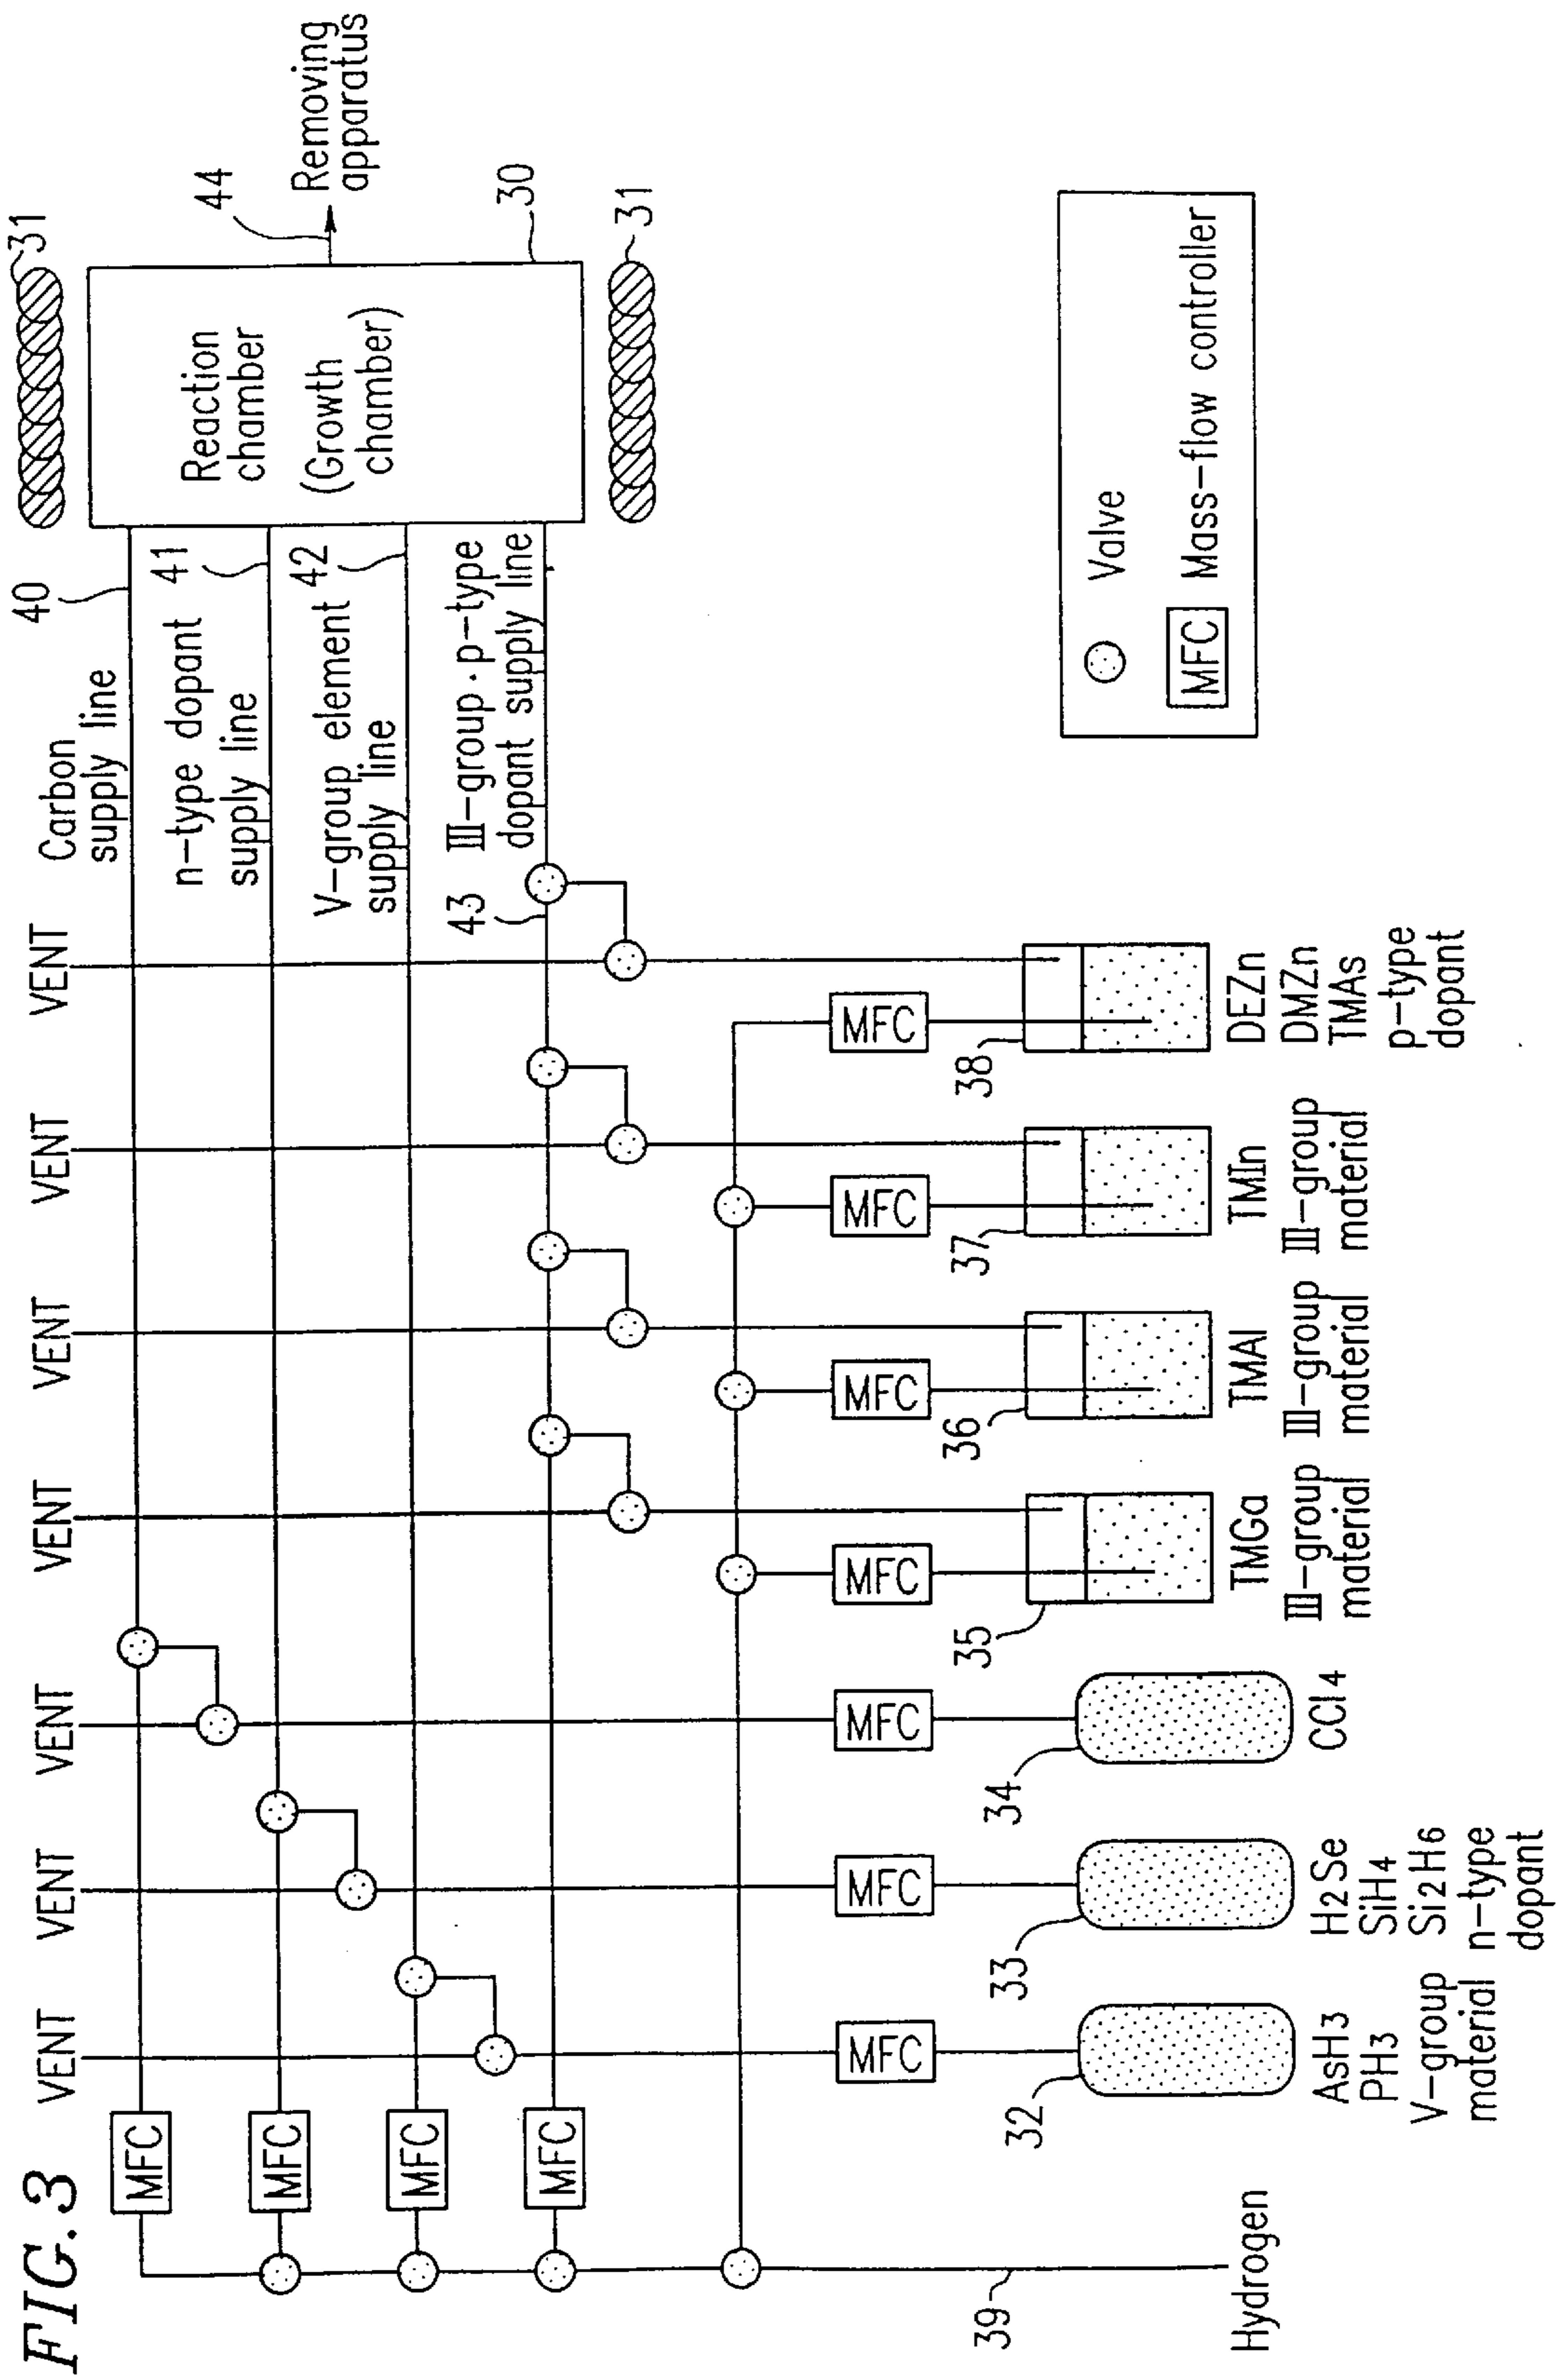 FIG. 3
VENT
VENT
VENT
VENT
VENT
VENT
VENT
31
40
Carbon
supply line
41
n-type dopant
supply line
42
V-group element
supply line
43
III-group·p-type
dopant supply line
Reaction
chamber
(Growth
chamber)
44
Removing
apparatus
30
31
MFC
MFC
MFC
MFC
MFC
MFC
MFC
MFC
MFC
MFC
MFC
39
Hydrogen
32
AsH3
PH3
V-group
material
33
H2Se
SiH4
Si2H6
n-type
dopant
34
CCl4
35
TMGa
III-group
material
36
TMAl
III-group
material
37
TMIn
III-group
material
38
DEZn
DMZn
TMAs
p-type
dopant
Valve
MFC Mass-flow controller